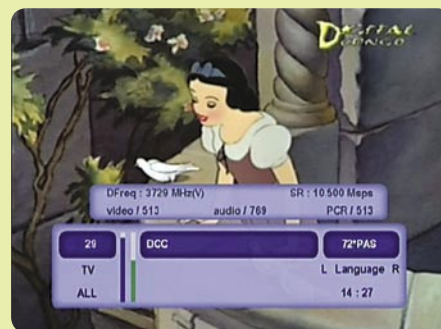 DIGITAL
CONGO
DFreq : 3729 MHz(V) SR : 10.500 Msps
video / 513 audio / 769 PCR / 513
29 DCC 72°PAS
TV L Language R
ALL 14 : 27